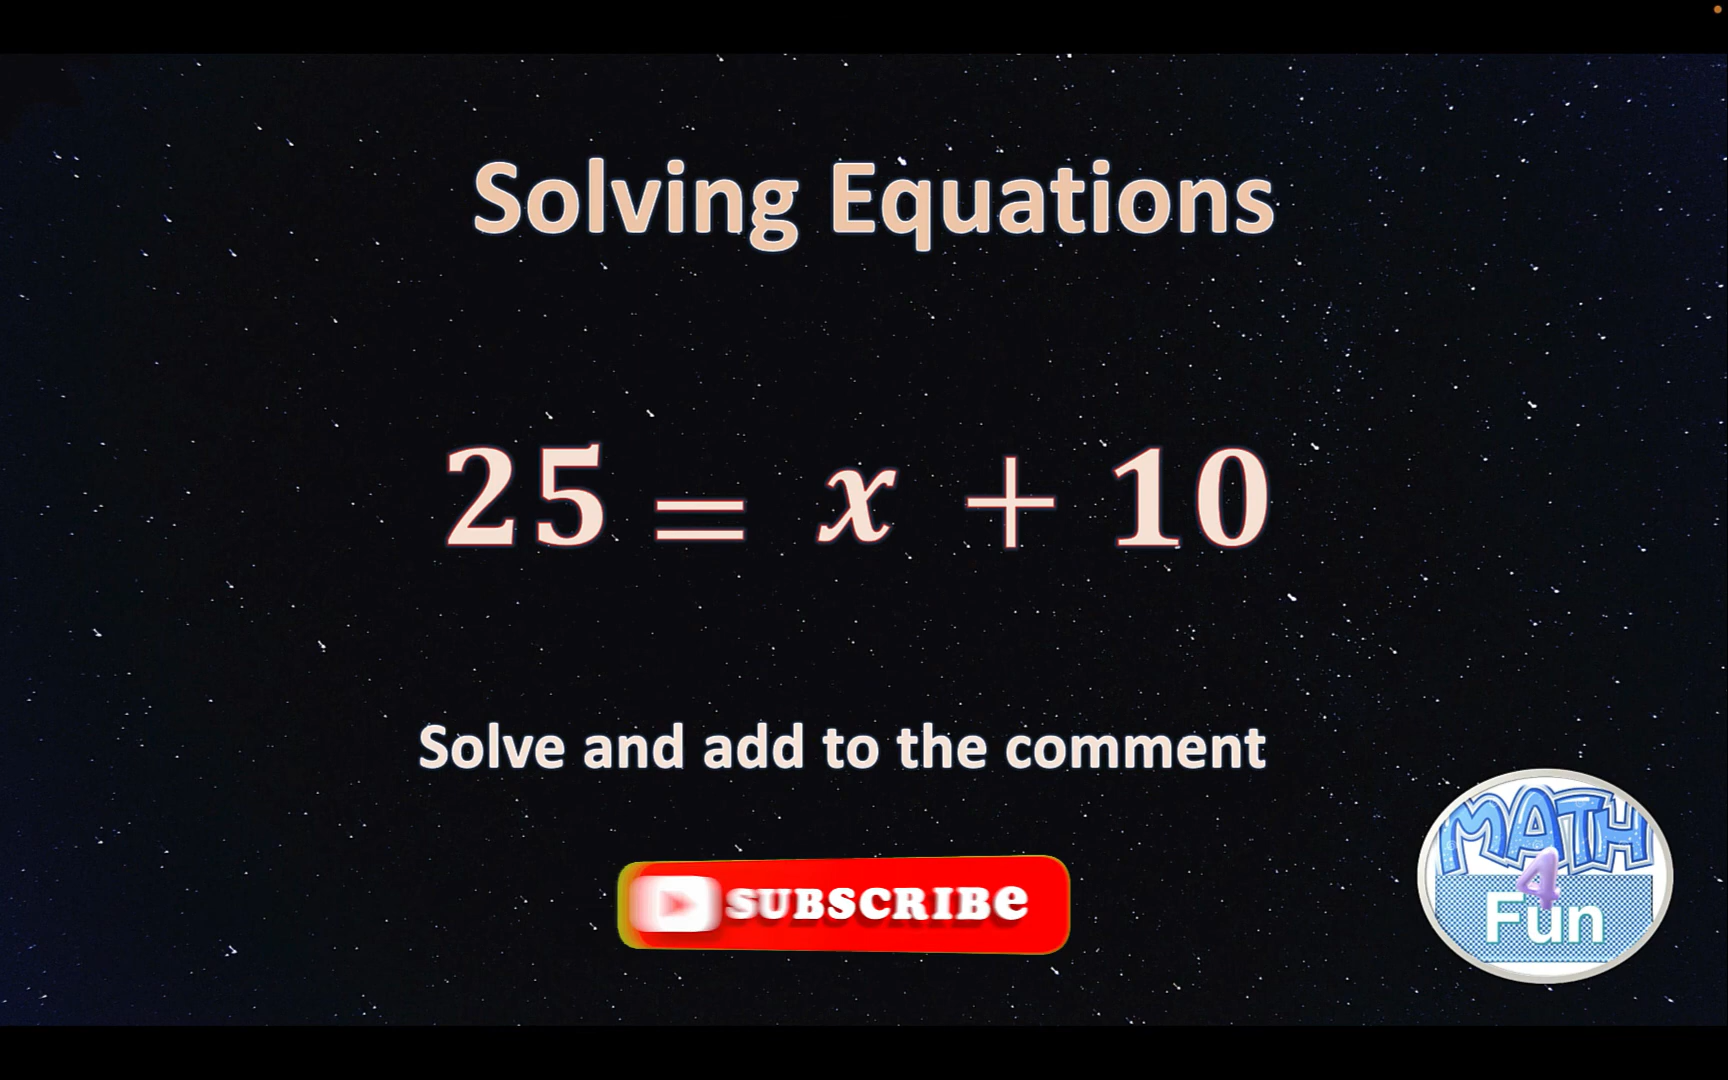 Solving Equations
25 = x + 10
Solve and add to the comment
SUBSCRIBe
MATH
4
Fun